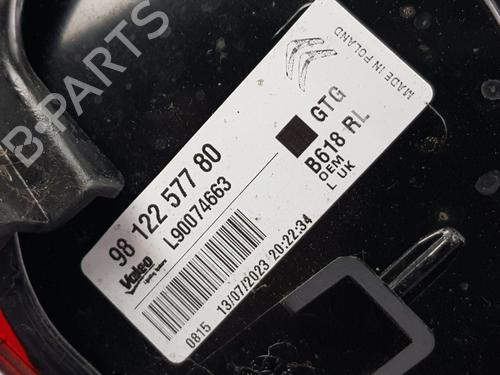 B-PARTS
MADE IN POLAND
GTG
B618 RL
OEM
L UK
98 122 577 80
L90074663
Valeo
0815 13/07/2023 20:22:34